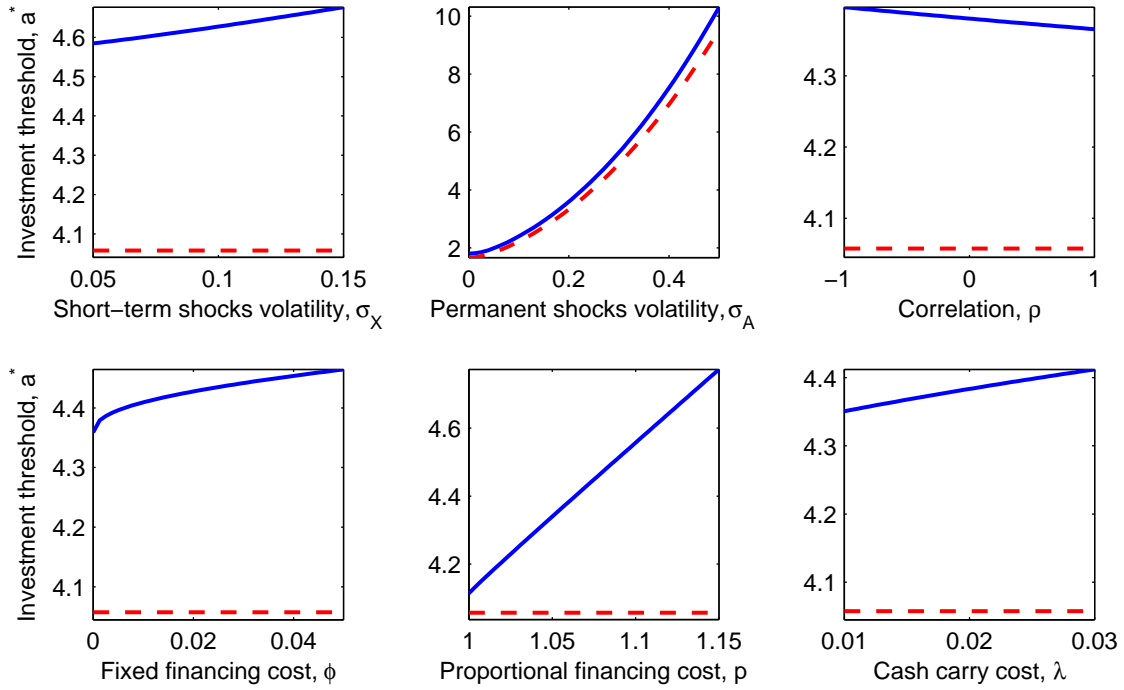 Investment threshold, a*
4.6
4.5
4.4
4.3
4.2
4.1
0.05 0.1 0.15
Short−term shocks volatility, σ_X
10
8
6
4
2
0 0.2 0.4
Permanent shocks volatility, σ_A
4.3
4.2
4.1
−1 0 1
Correlation, ρ
Investment threshold, a*
4.4
4.3
4.2
4.1
0 0.02 0.04
Fixed financing cost, ϕ
4.6
4.4
4.2
1 1.05 1.1 1.15
Proportional financing cost, p
4.4
4.3
4.2
4.1
0.01 0.02 0.03
Cash carry cost, λ